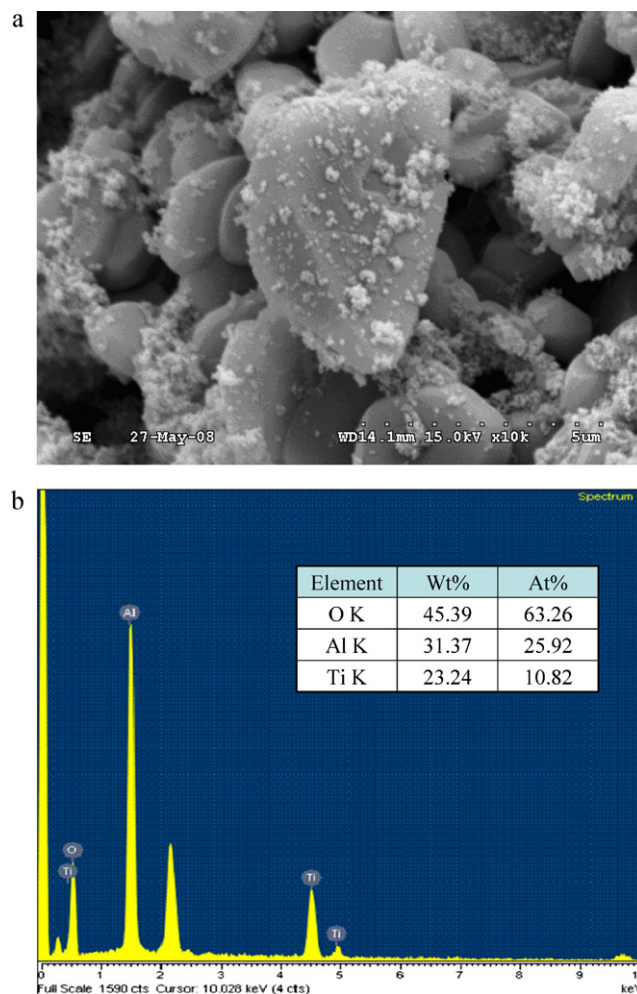 a
SE 27-May-08 WD14.1mm 15.0kV x10k 5um
b
Spectrum
Element Wt% At%
O K 45.39 63.26
Al K 31.37 25.92
Ti K 23.24 10.82
Al
O
Ti
Ti
Ti
0 1 2 3 4 5 6 7 8 9
Full Scale 1590 cts Cursor: 10.028 keV (4 cts) keV